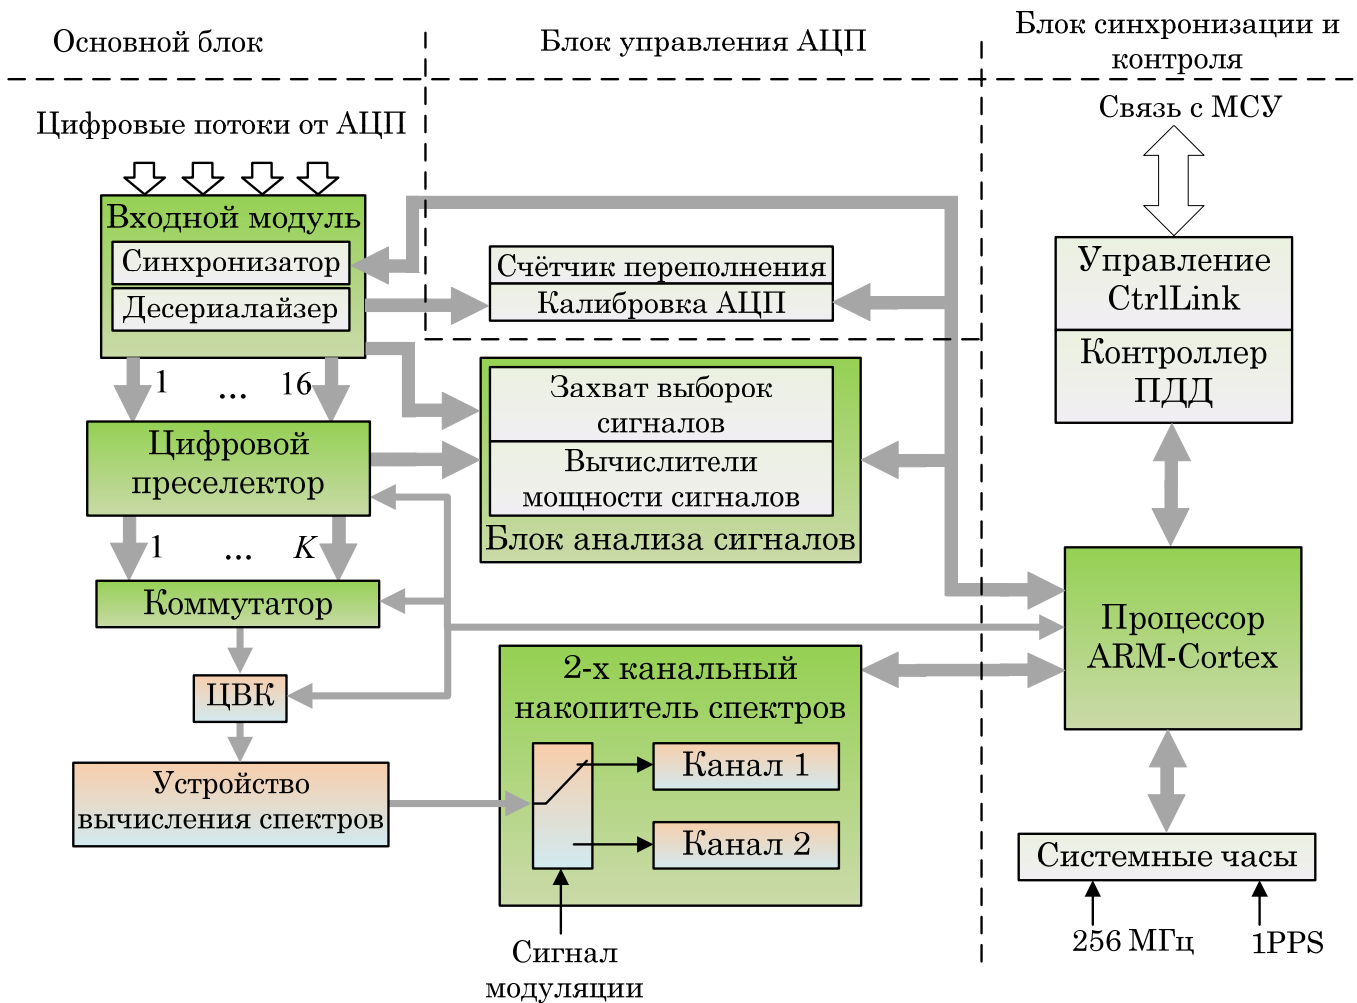 Основной блок
Блок управления АЦП
Блок синхронизации и
контроля
Цифровые потоки от АЦП
Связь с МСУ
Входной модуль
Синхронизатор
Десериалайзер
Счётчик переполнения
Калибровка АЦП
Управление
CtrlLink
Контроллер
ПДД
1 ... 16
Захват выборок
сигналов
Вычислители
мощности сигналов
Блок анализа сигналов
Цифровой
преселектор
1 ... K
Коммутатор
Процессор
ARM-Cortex
ЦВК
2-х канальный
накопитель спектров
Канал 1
Канал 2
Устройство
вычисления спектров
Системные часы
256 МГц
1PPS
Сигнал
модуляции